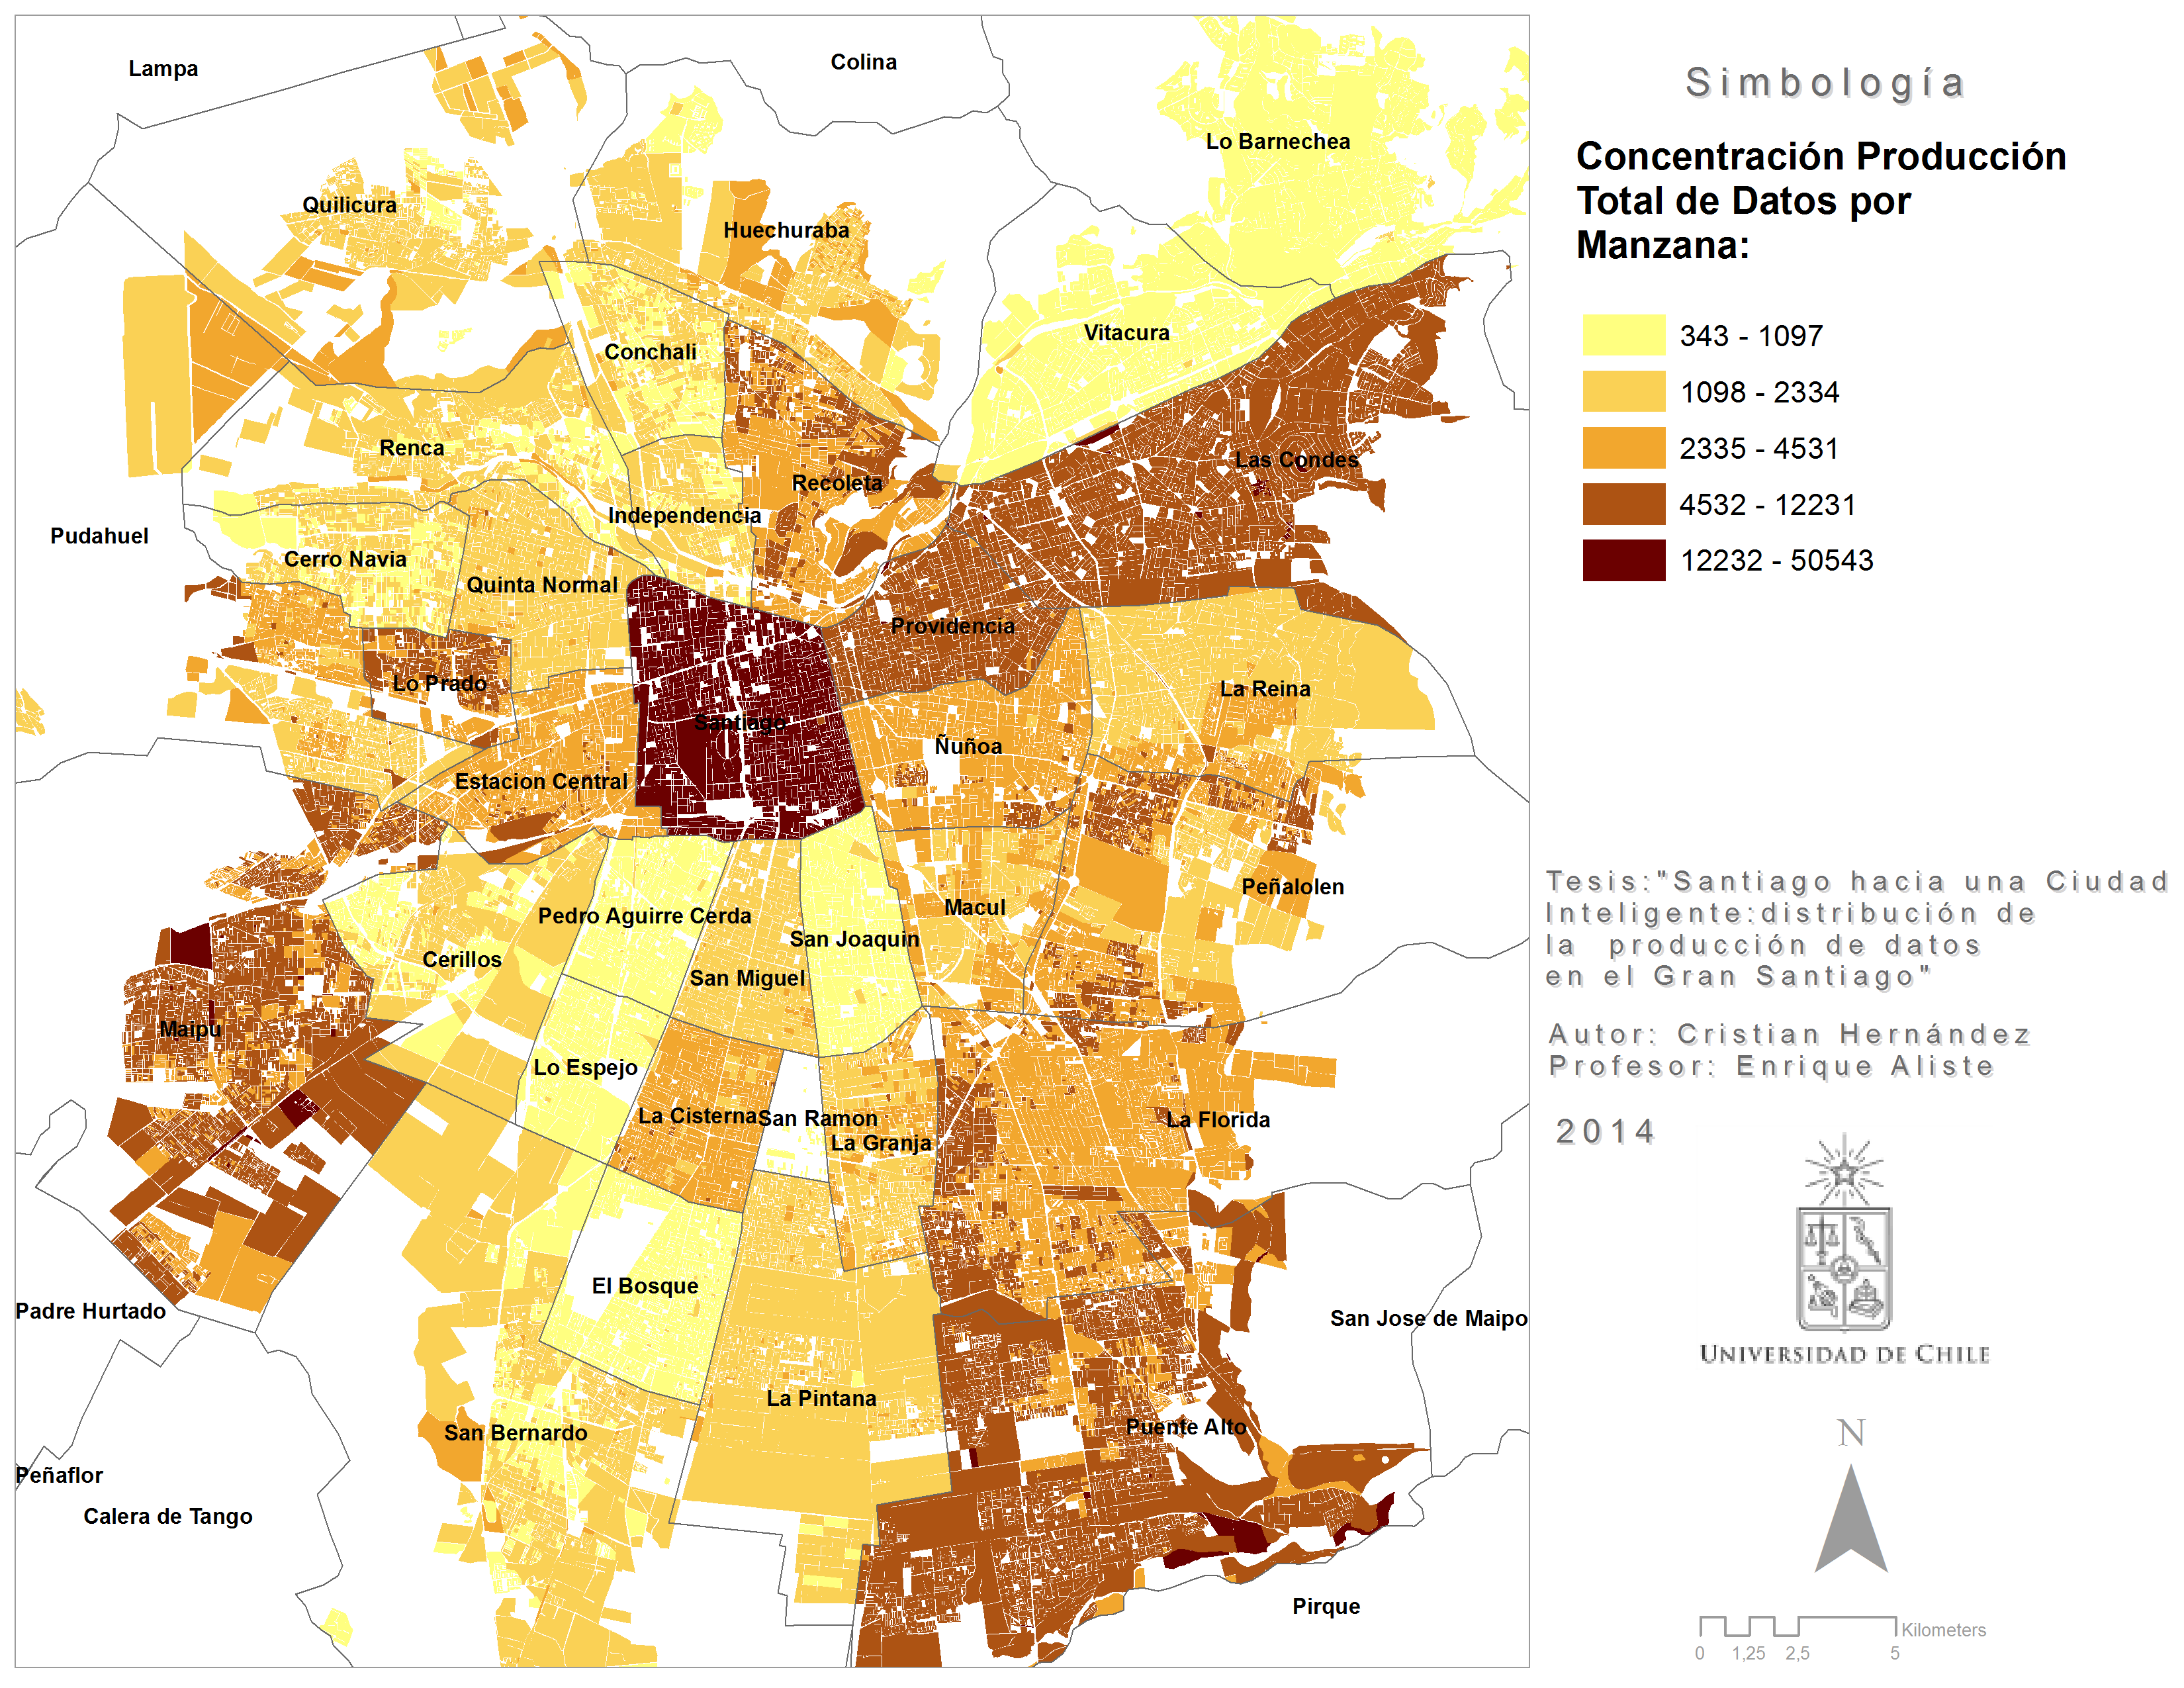 Lampa
Colina
Lo Barnechea
Quilicura
Huechuraba
Vitacura
Conchali
Renca
Las Condes
Recoleta
Independencia
Pudahuel
Cerro Navia
Quinta Normal
Providencia
Lo Prado
La Reina
Santiago
Ñuñoa
Estacion Central
Peñalolen
Macul
Pedro Aguirre Cerda
San Joaquin
Cerillos
San Miguel
Maipu
Lo Espejo
La Cisterna
San Ramon
La Florida
La Granja
El Bosque
Padre Hurtado
San Jose de Maipo
La Pintana
Puente Alto
San Bernardo
Peñaflor
Calera de Tango
Pirque
Simbología
Concentración Producción
Total de Datos por
Manzana:
343 - 1097
1098 - 2334
2335 - 4531
4532 - 12231
12232 - 50543
Tesis:"Santiago hacia una Ciudad
Inteligente:distribución de
la producción de datos
en el Gran Santiago"
Autor: Cristian Hernández
Profesor: Enrique Aliste
2014
UNIVERSIDAD DE CHILE
N
Kilometers
0 1,25 2,5 5